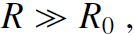 R ≫ R₀ ,